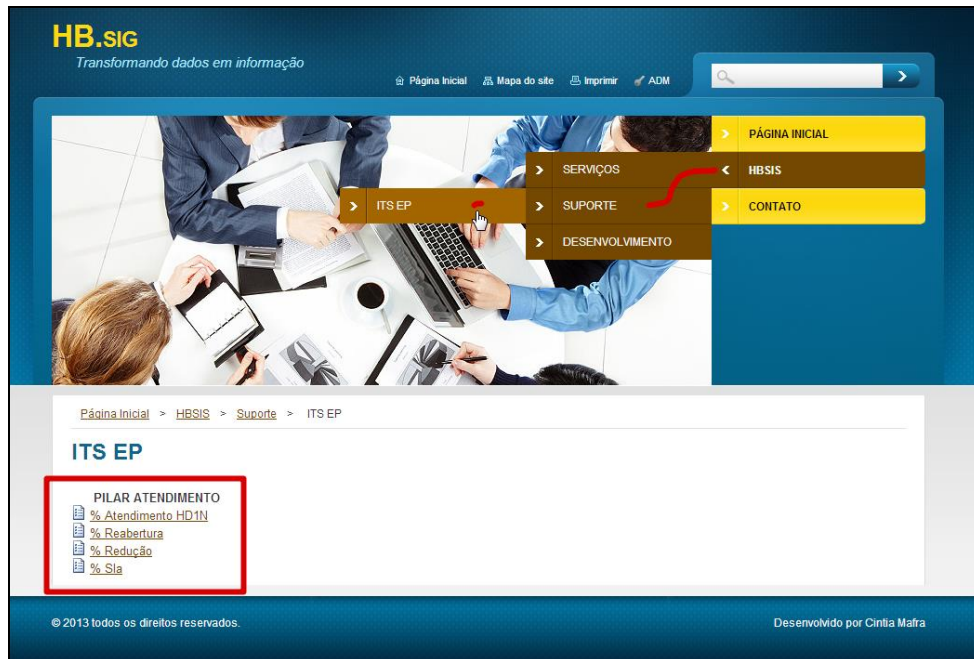 HB.SIG
Transformando dados em informação
Página Inicial Mapa do site Imprimir ADM
PÁGINA INICIAL
HBSIS
CONTATO
SERVIÇOS
SUPORTE
DESENVOLVIMENTO
ITS EP
Página Inicial > HBSIS > Suporte > ITS EP
ITS EP
PILAR ATENDIMENTO
% Atendimento HD1N
% Reabertura
% Redução
% Sla
© 2013 todos os direitos reservados.
Desenvolvido por Cintia Mafra